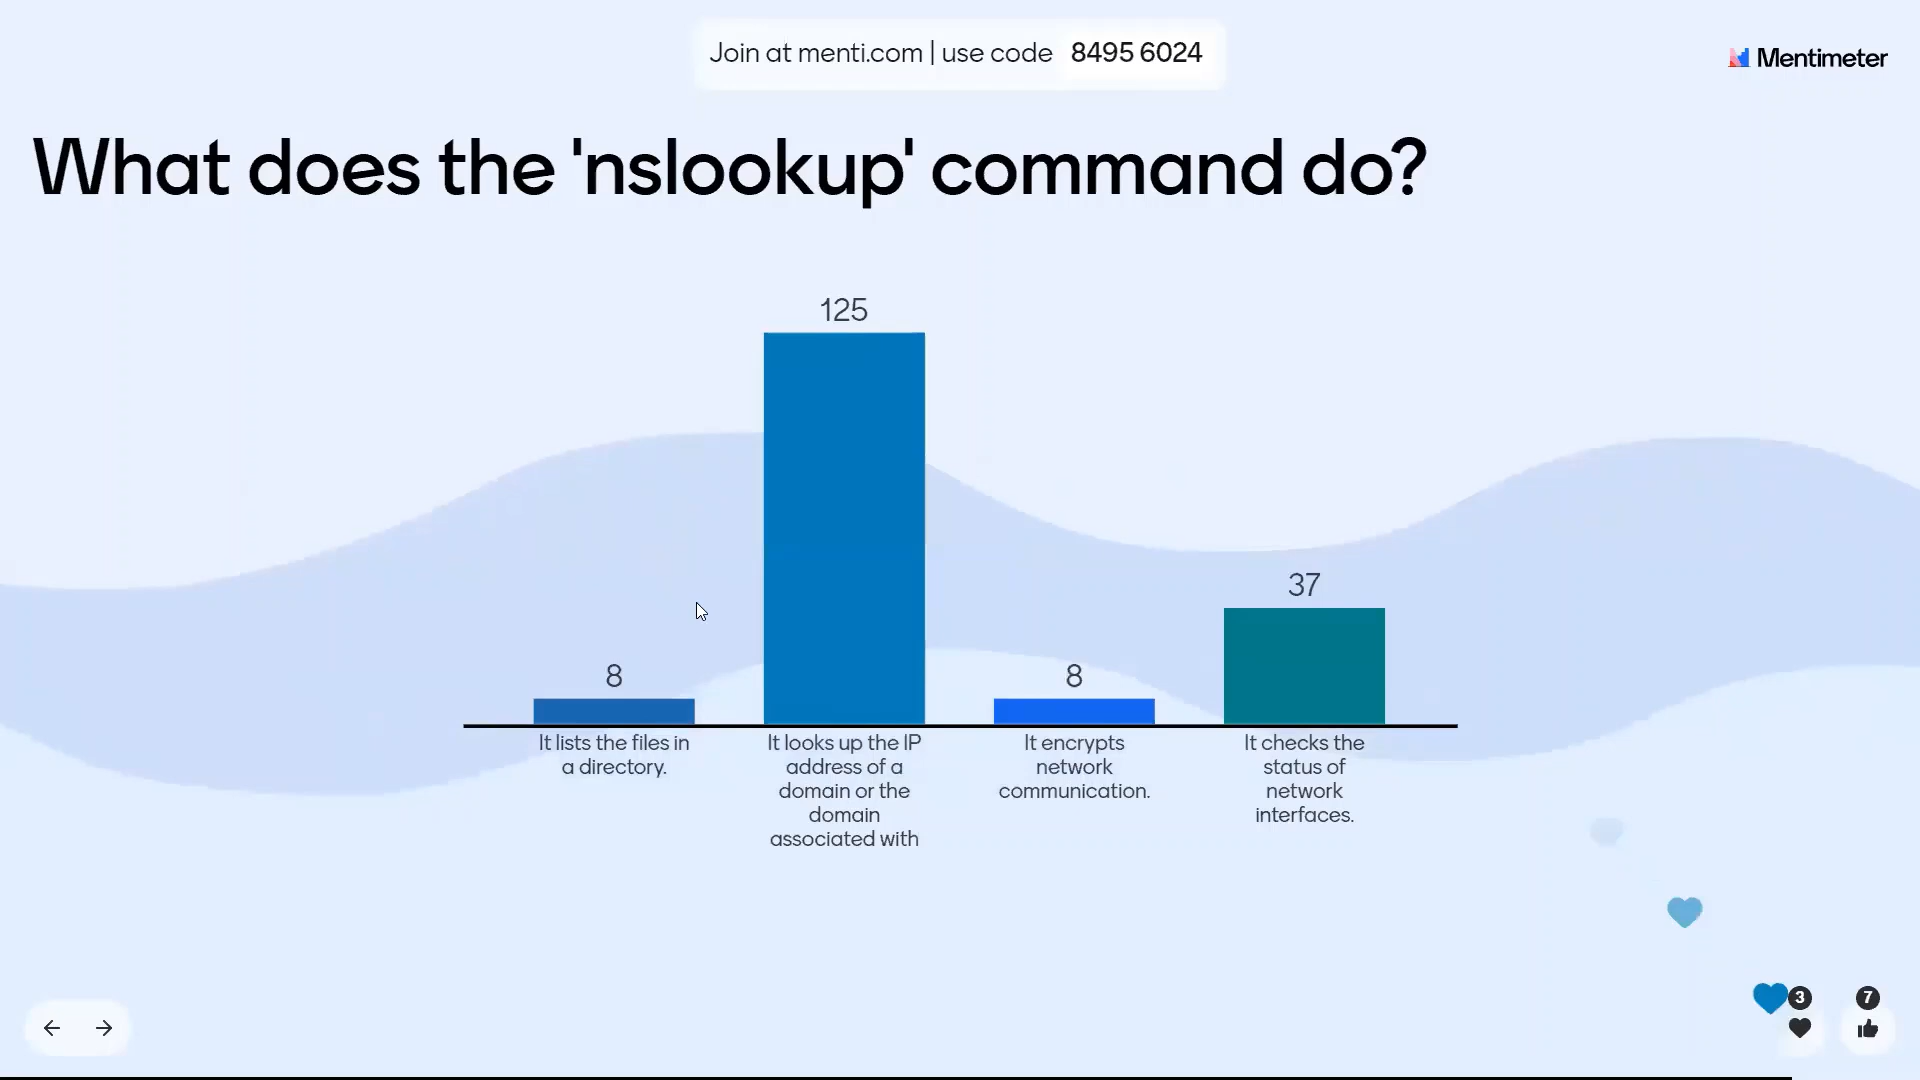 Join at menti.com | use code 8495 6024
Mentimeter
What does the 'nslookup' command do?
125
37
8
8
It lists the files in
a directory.
It looks up the IP
address of a
domain or the
domain
associated with
It encrypts
network
communication.
It checks the
status of
network
interfaces.
3
7